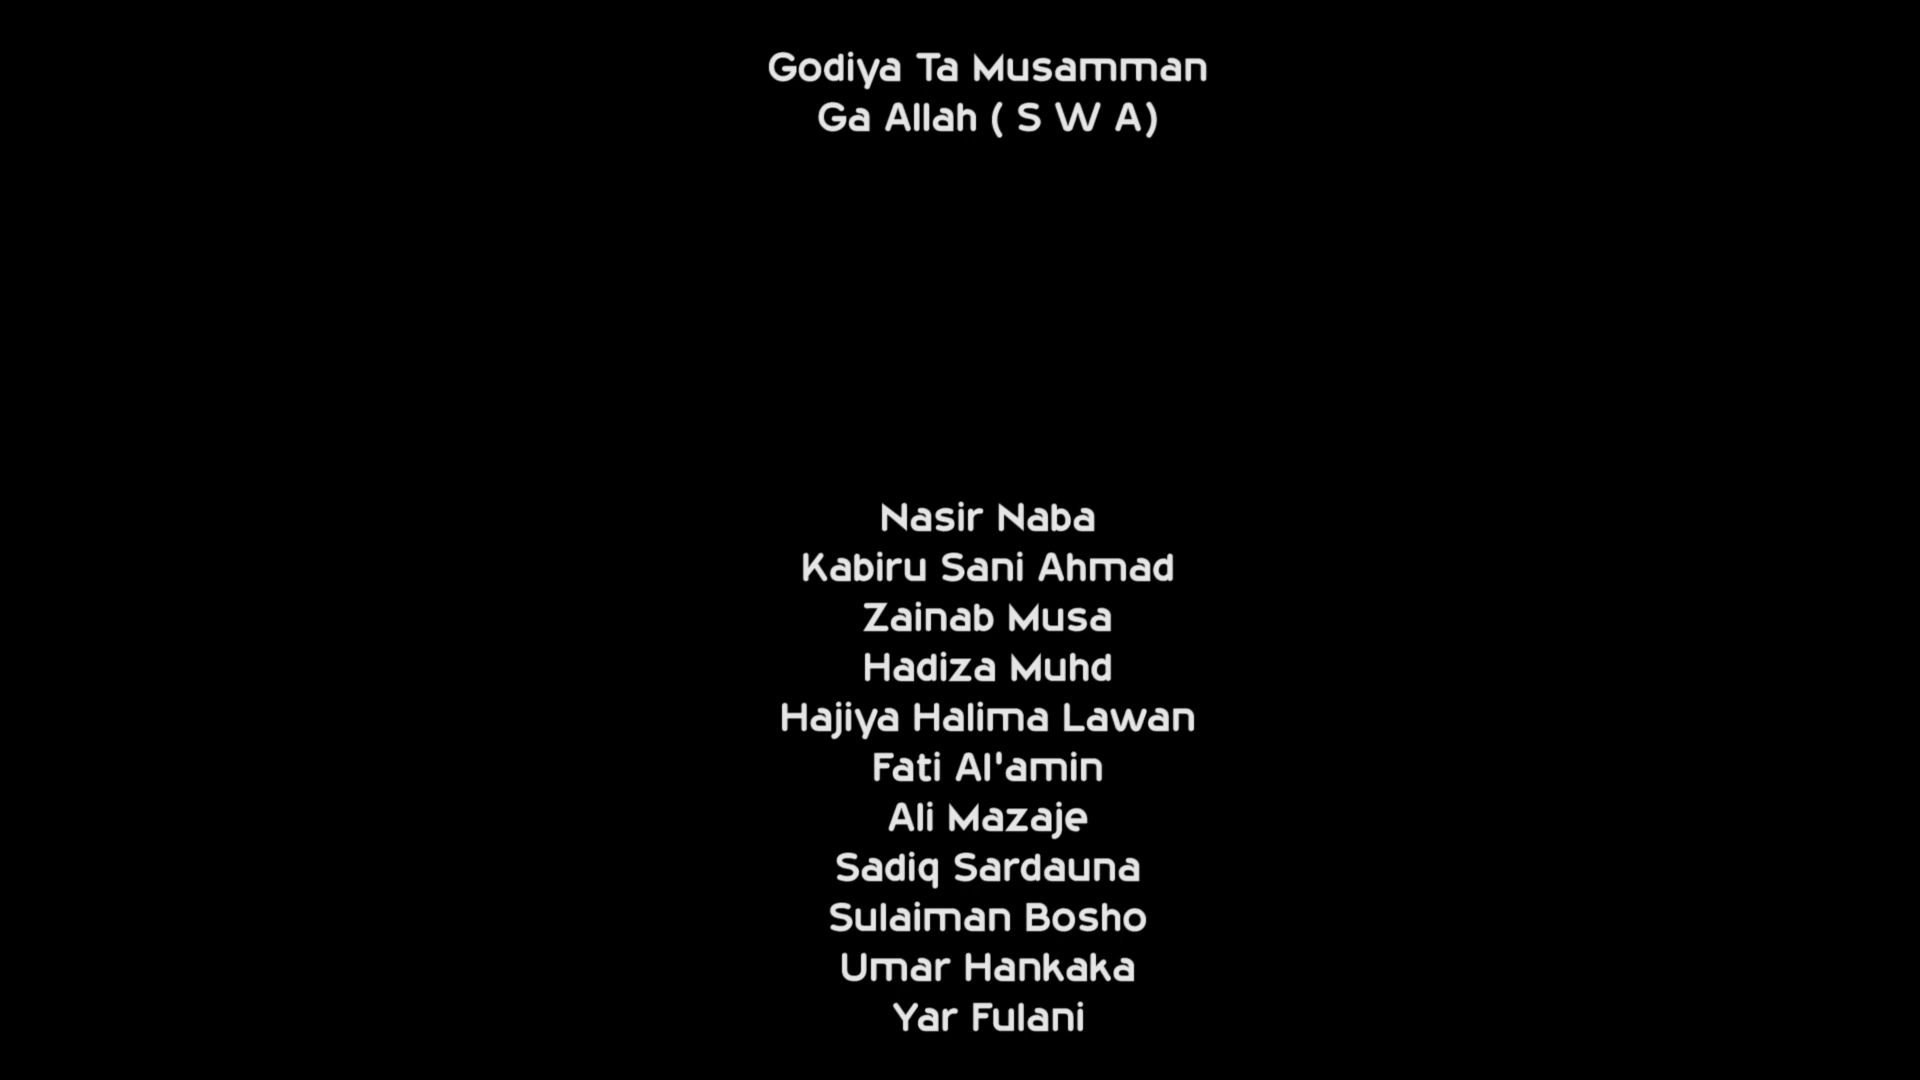 Godiya Ta Musamman
Ga Allah ( S W A)
Nasir Naba
Kabiru Sani Ahmad
Zainab Musa
Hadiza Muhd
Hajiya Halima Lawan
Fati Al'amin
Ali Mazaje
Sadiq Sardauna
Sulaiman Bosho
Umar Hankaka
Yar Fulani